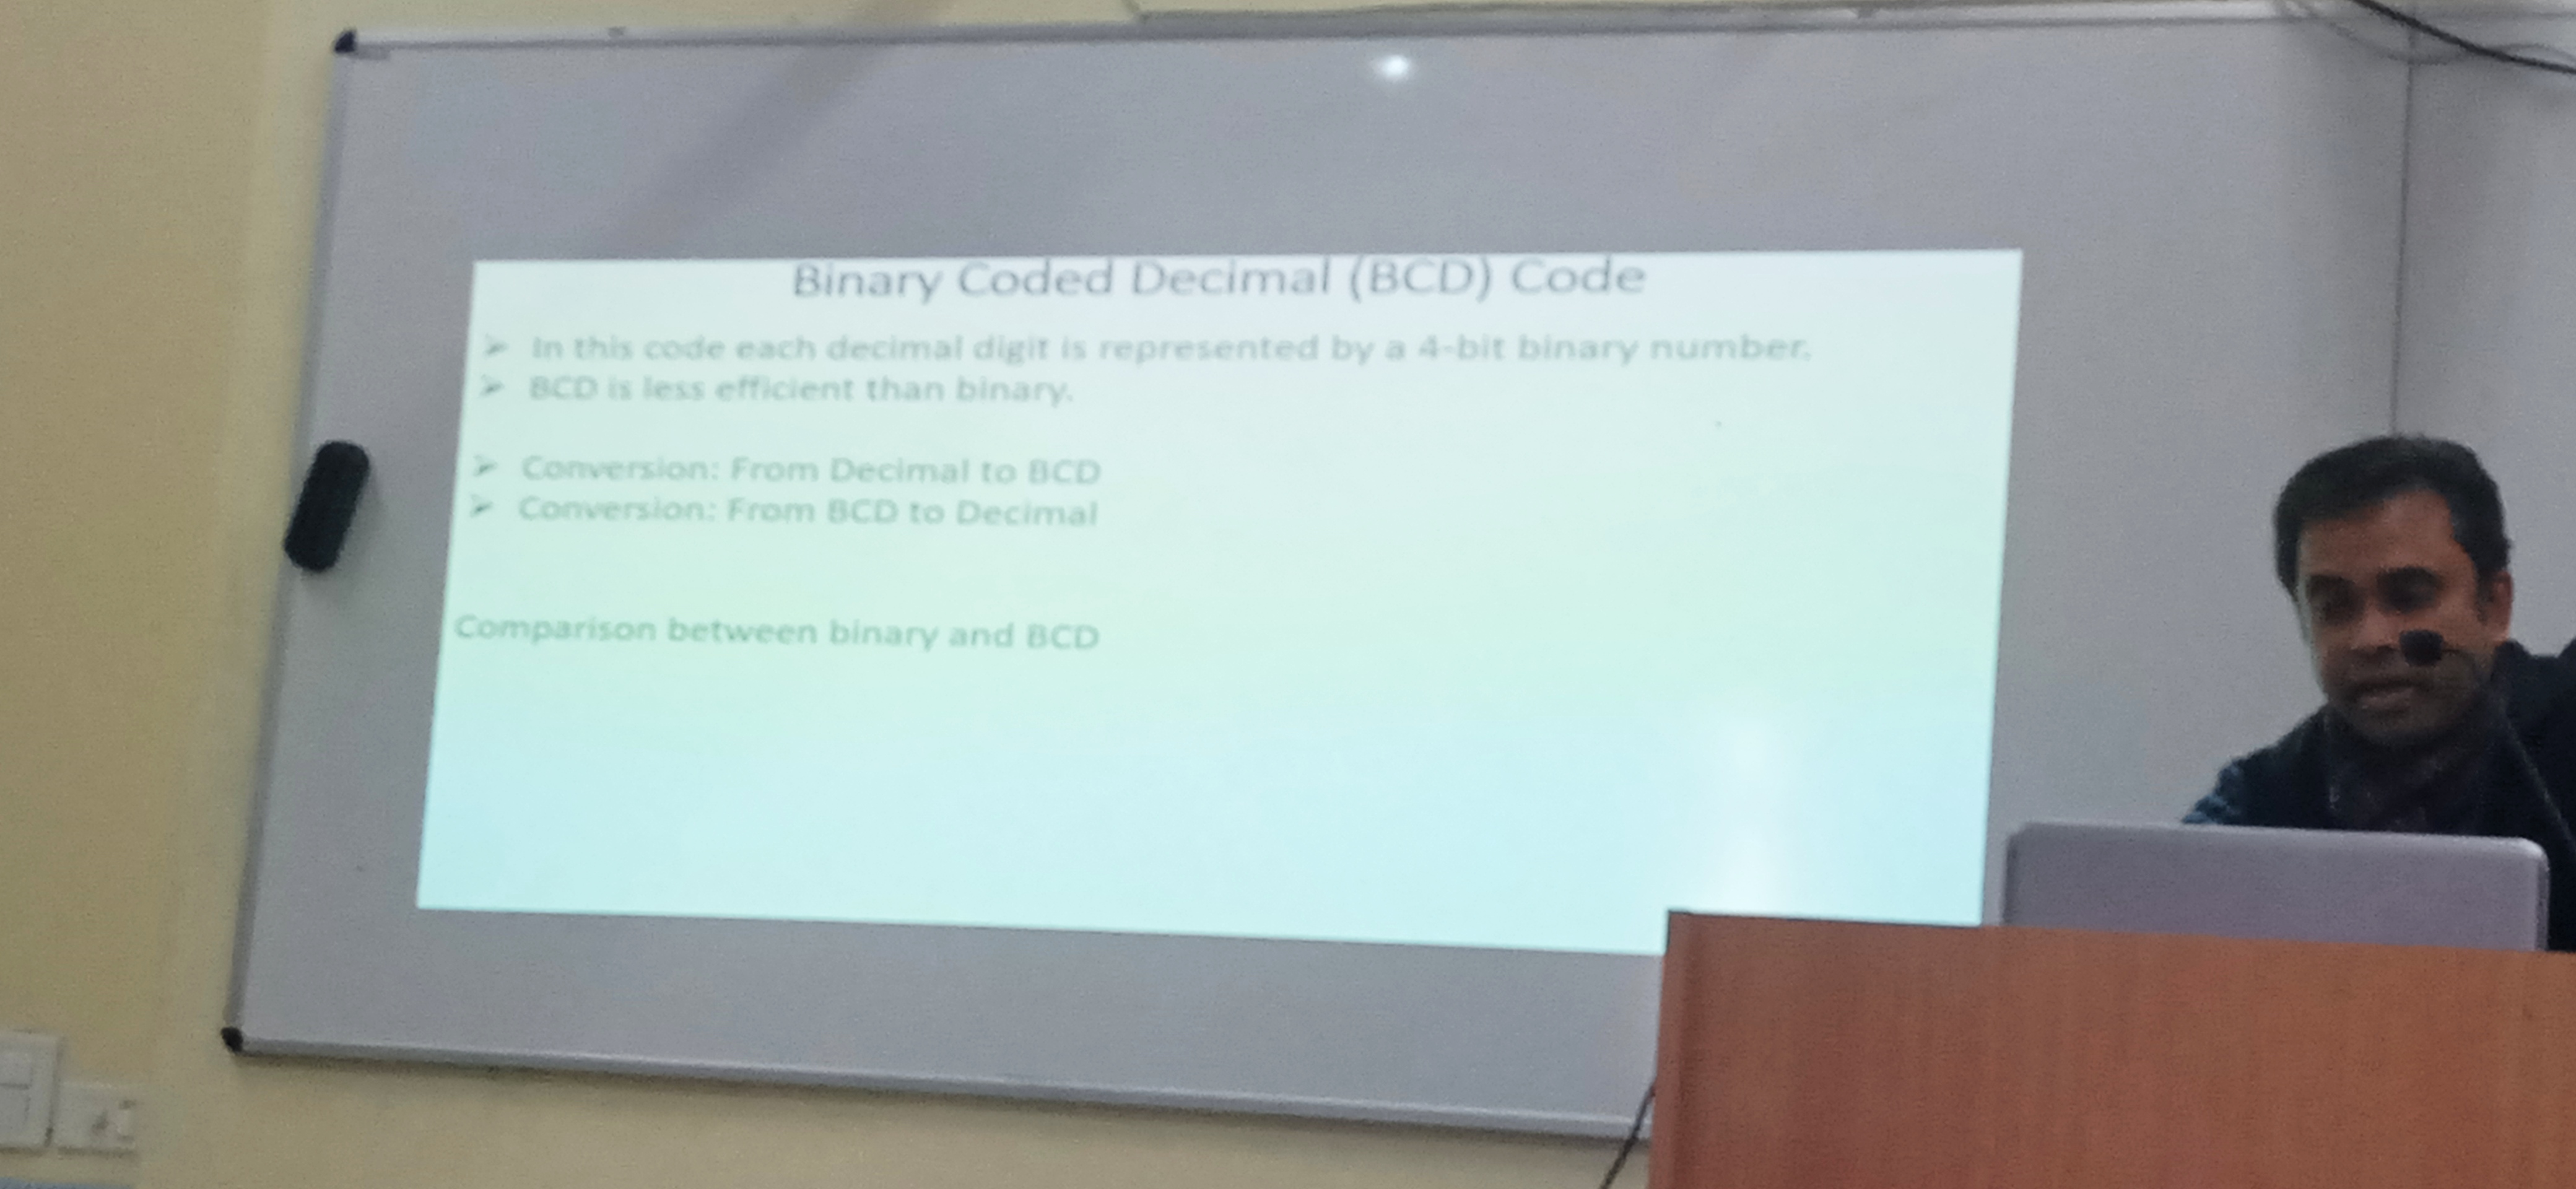 Binary Coded Decimal (BCD) Code
➢ In this code each decimal digit is represented by a 4-bit binary number.
➢ BCD is less efficient than binary.
➢ Conversion: From Decimal to BCD
➢ Conversion: From BCD to Decimal
Comparison between binary and BCD